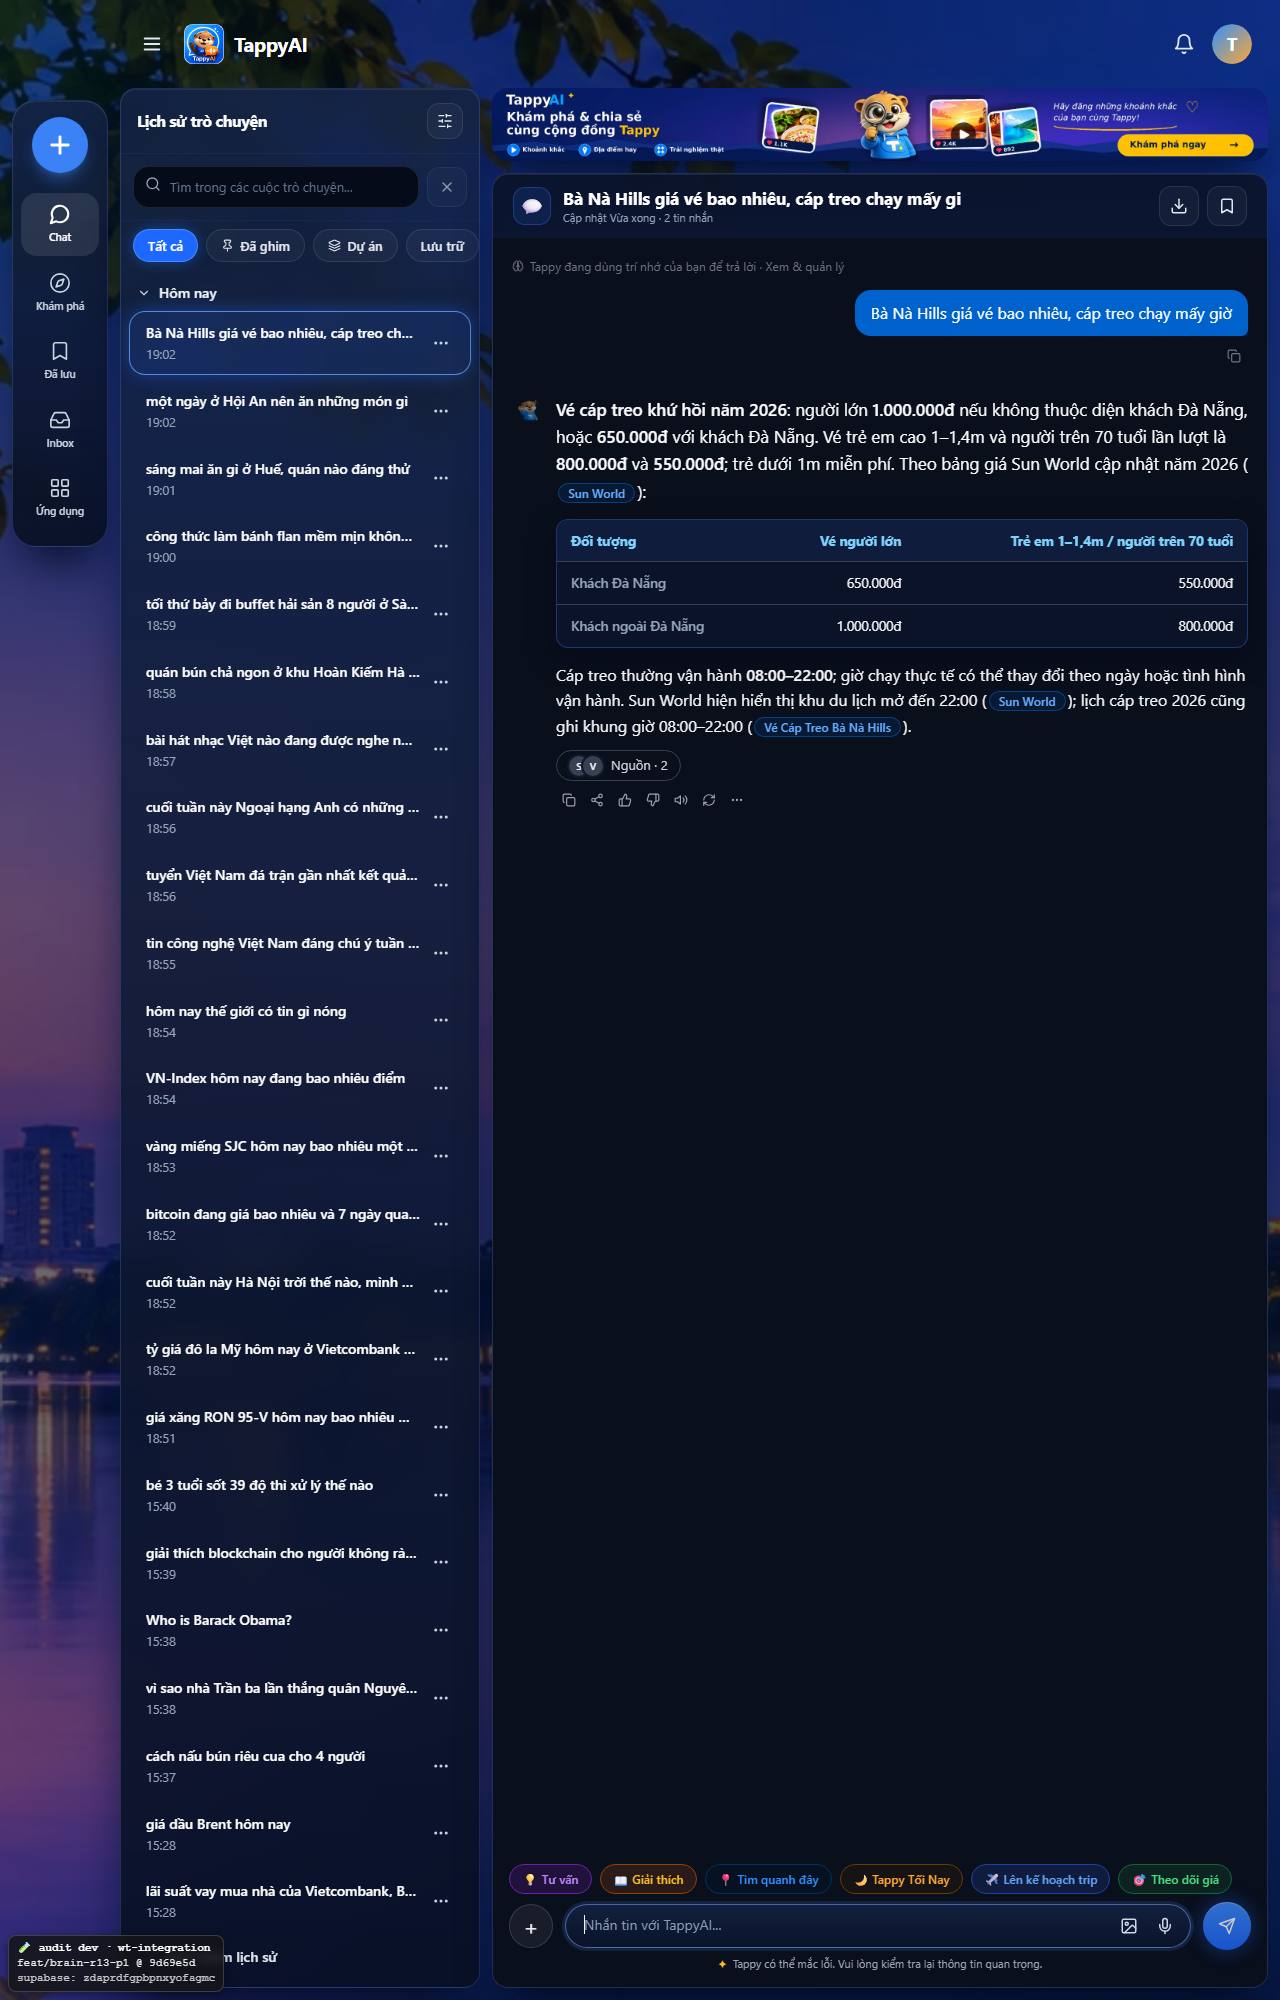 TappyAI
T
Chat
Khám phá
Đã lưu
Inbox
Ứng dụng
Lịch sử trò chuyện
Tìm trong các cuộc trò chuyện...
Tất cả
Đã ghim
Dự án
Lưu trữ
Hôm nay
Bà Nà Hills giá vé bao nhiêu, cáp treo ch...
19:02
một ngày ở Hội An nên ăn những món gì
19:02
sáng mai ăn gì ở Huế, quán nào đáng thử
19:01
công thức làm bánh flan mềm mịn khôn...
19:00
tối thứ bảy đi buffet hải sản 8 người ở Sà...
18:59
quán bún chả ngon ở khu Hoàn Kiếm Hà ...
18:58
bài hát nhạc Việt nào đang được nghe n...
18:57
cuối tuần này Ngoại hạng Anh có những ...
18:56
tuyển Việt Nam đá trận gần nhất kết quả...
18:56
tin công nghệ Việt Nam đáng chú ý tuần ...
18:55
hôm nay thế giới có tin gì nóng
18:54
VN-Index hôm nay đang bao nhiêu điểm
18:54
vàng miếng SJC hôm nay bao nhiêu một ...
18:53
bitcoin đang giá bao nhiêu và 7 ngày qua...
18:52
cuối tuần này Hà Nội trời thế nào, mình ...
18:52
tỷ giá đô la Mỹ hôm nay ở Vietcombank ...
18:52
giá xăng RON 95-V hôm nay bao nhiêu ...
18:51
bé 3 tuổi sốt 39 độ thì xử lý thế nào
15:40
giải thích blockchain cho người không rà...
15:39
Who is Barack Obama?
15:38
vì sao nhà Trần ba lần thắng quân Nguyê...
15:38
cách nấu bún riêu cua cho 4 người
15:37
giá dầu Brent hôm nay
15:28
lãi suất vay mua nhà của Vietcombank, B...
15:28
lịch sử
audit dev · wt-integration
feat/brain-r13-p1 @ 9d69e5d
supabase: zdaprdfgpbpnxyofagmc
TappyAI
Khám phá & chia sẻ
cùng cộng đồng Tappy
Khoảnh khắc
Địa điểm hay
Trải nghiệm thật
1.1K
2.4K
892
Hãy đăng những khoảnh khắc
của bạn cùng Tappy!
Khám phá ngay →
Bà Nà Hills giá vé bao nhiêu, cáp treo chạy mấy gi
Cập nhật Vừa xong · 2 tin nhắn
Tappy đang dùng trí nhớ của bạn để trả lời · Xem & quản lý
Bà Nà Hills giá vé bao nhiêu, cáp treo chạy mấy giờ
Vé cáp treo khứ hồi năm 2026: người lớn 1.000.000đ nếu không thuộc diện khách Đà Nẵng,
hoặc 650.000đ với khách Đà Nẵng. Vé trẻ em cao 1–1,4m và người trên 70 tuổi lần lượt là
800.000đ và 550.000đ; trẻ dưới 1m miễn phí. Theo bảng giá Sun World cập nhật năm 2026 (
Sun World ):
Đối tượng Vé người lớn Trẻ em 1–1,4m / người trên 70 tuổi
Khách Đà Nẵng 650.000đ 550.000đ
Khách ngoài Đà Nẵng 1.000.000đ 800.000đ
Cáp treo thường vận hành 08:00–22:00; giờ chạy thực tế có thể thay đổi theo ngày hoặc tình hình
vận hành. Sun World hiện hiển thị khu du lịch mở đến 22:00 ( Sun World ); lịch cáp treo 2026 cũng
ghi khung giờ 08:00–22:00 ( Vé Cáp Treo Bà Nà Hills ).
S V Nguồn · 2
Tư vấn
Giải thích
Tìm quanh đây
Tappy Tối Nay
Lên kế hoạch trip
Theo dõi giá
Nhắn tin với TappyAI...
Tappy có thể mắc lỗi. Vui lòng kiểm tra lại thông tin quan trọng.